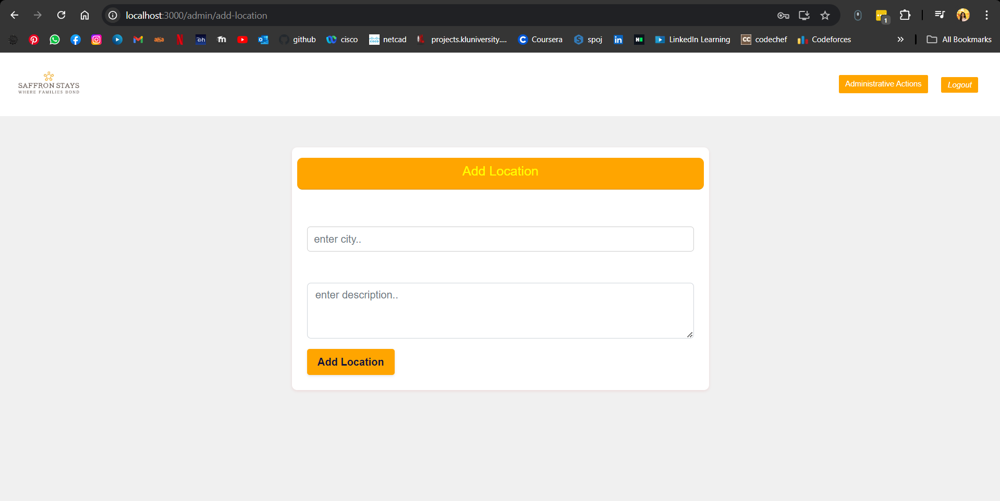 localhost:3000/admin/add-location
1
github
cisco
netcad
projects.kluniversity....
Coursera
spoj
LinkedIn Learning
codechef
Codeforces
All Bookmarks
SAFFRON STAYS
WHERE FAMILIES BOND
Administrative Actions
Logout
Add Location
enter city..
enter description..
Add Location